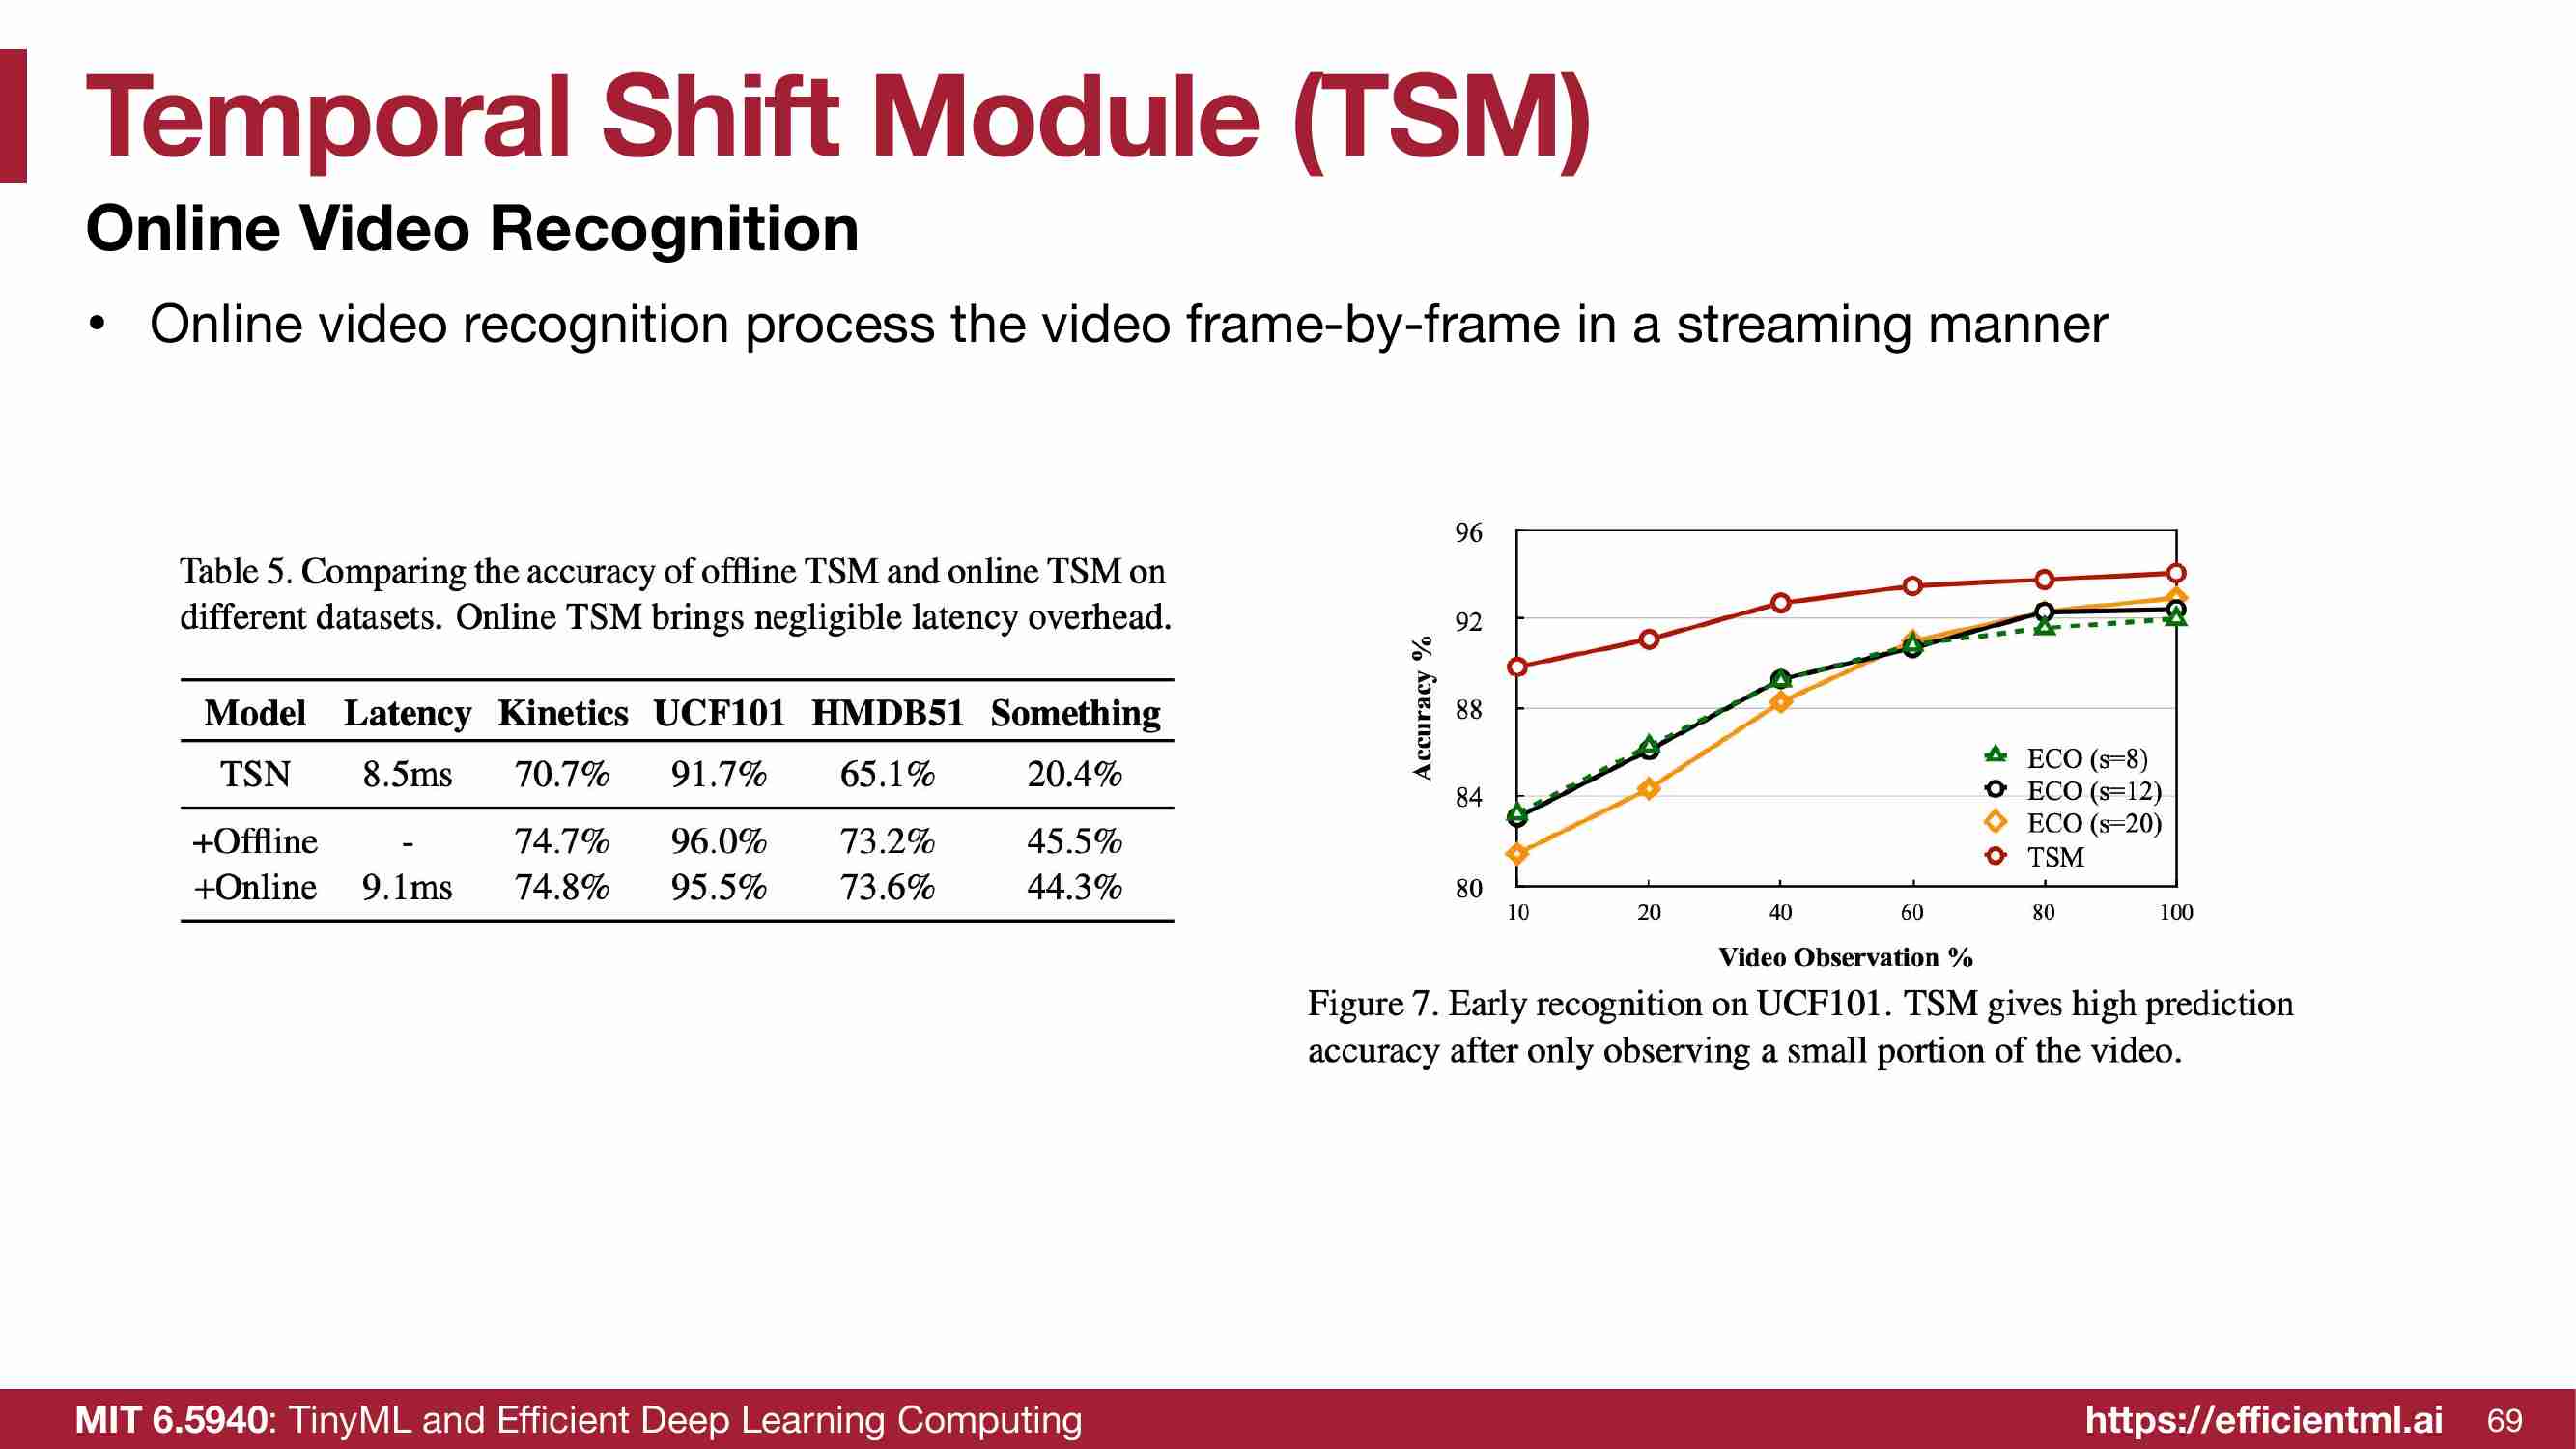 Temporal Shift Module (TSM)
Online Video Recognition
• Online video recognition process the video frame-by-frame in a streaming manner
Table 5. Comparing the accuracy of offline TSM and online TSM on
different datasets. Online TSM brings negligible latency overhead.
Model Latency Kinetics UCF101 HMDB51 Something
TSN 8.5ms 70.7% 91.7% 65.1% 20.4%
+Offline - 74.7% 96.0% 73.2% 45.5%
+Online 9.1ms 74.8% 95.5% 73.6% 44.3%
Accuracy %
96
92
88
84
80
ECO (s=8)
ECO (s=12)
ECO (s=20)
TSM
10 20 40 60 80 100
Video Observation %
Figure 7. Early recognition on UCF101. TSM gives high prediction
accuracy after only observing a small portion of the video.
MIT 6.5940: TinyML and Efficient Deep Learning Computing https://efficientml.ai 69